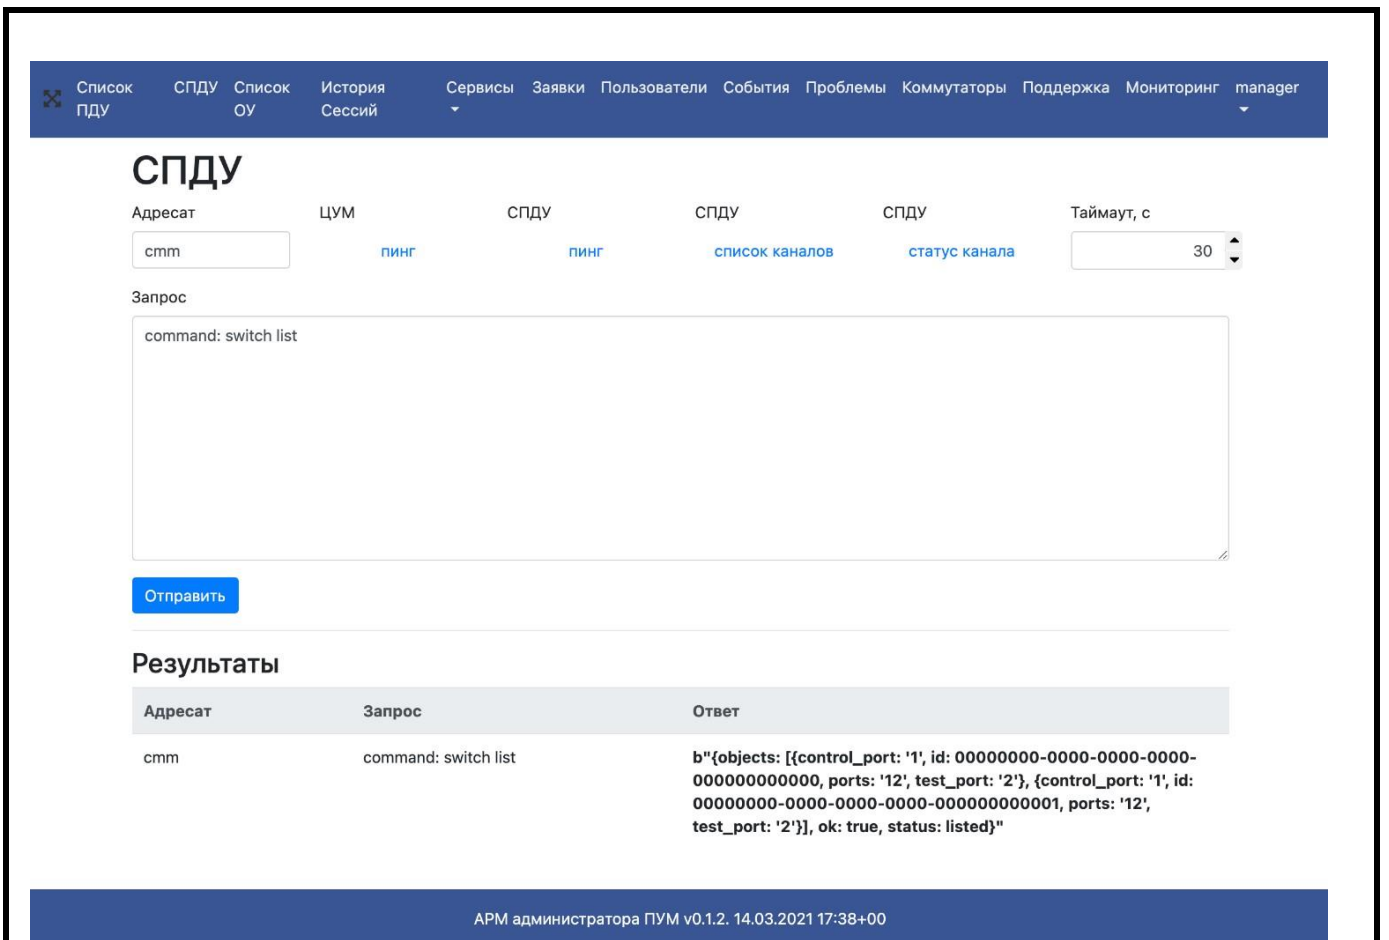 Список ПДУ СПДУ Список ОУ История Сессий Сервисы Заявки Пользователи События Проблемы Коммутаторы Поддержка Мониторинг manager
СПДУ
Адресат ЦУМ СПДУ СПДУ СПДУ Таймаут, с
cmm пинг пинг список каналов статус канала 30
Запрос
command: switch list
Отправить
Результаты
Адресат Запрос Ответ
cmm command: switch list b"{objects: [{control_port: '1', id: 00000000-0000-0000-0000-
000000000000, ports: '12', test_port: '2'}, {control_port: '1', id:
00000000-0000-0000-0000-000000000001, ports: '12',
test_port: '2'}], ok: true, status: listed}"
АРМ администратора ПУМ v0.1.2. 14.03.2021 17:38+00